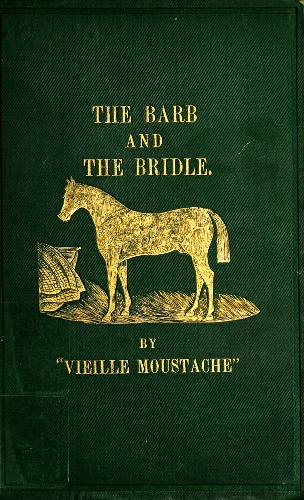 THE BARB
AND
THE BRIDLE.
BY
"VIEILLE MOUSTACHE"